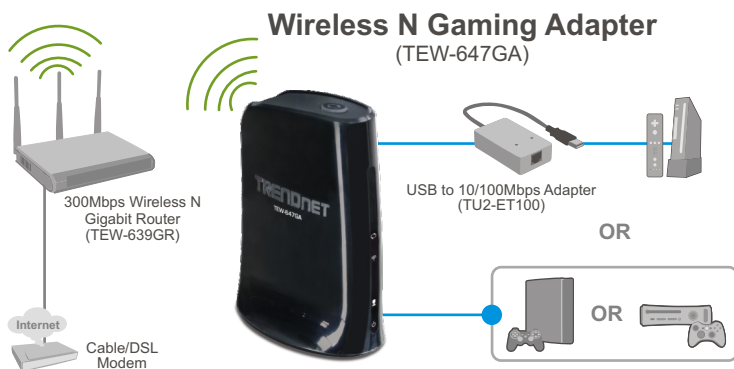 Wireless N Gaming Adapter
(TEW-647GA)
300Mbps Wireless N
Gigabit Router
(TEW-639GR)
TRENDNET
TEW-647GA
USB to 10/100Mbps Adapter
(TU2-ET100)
OR
OR
Internet
Cable/DSL
Modem